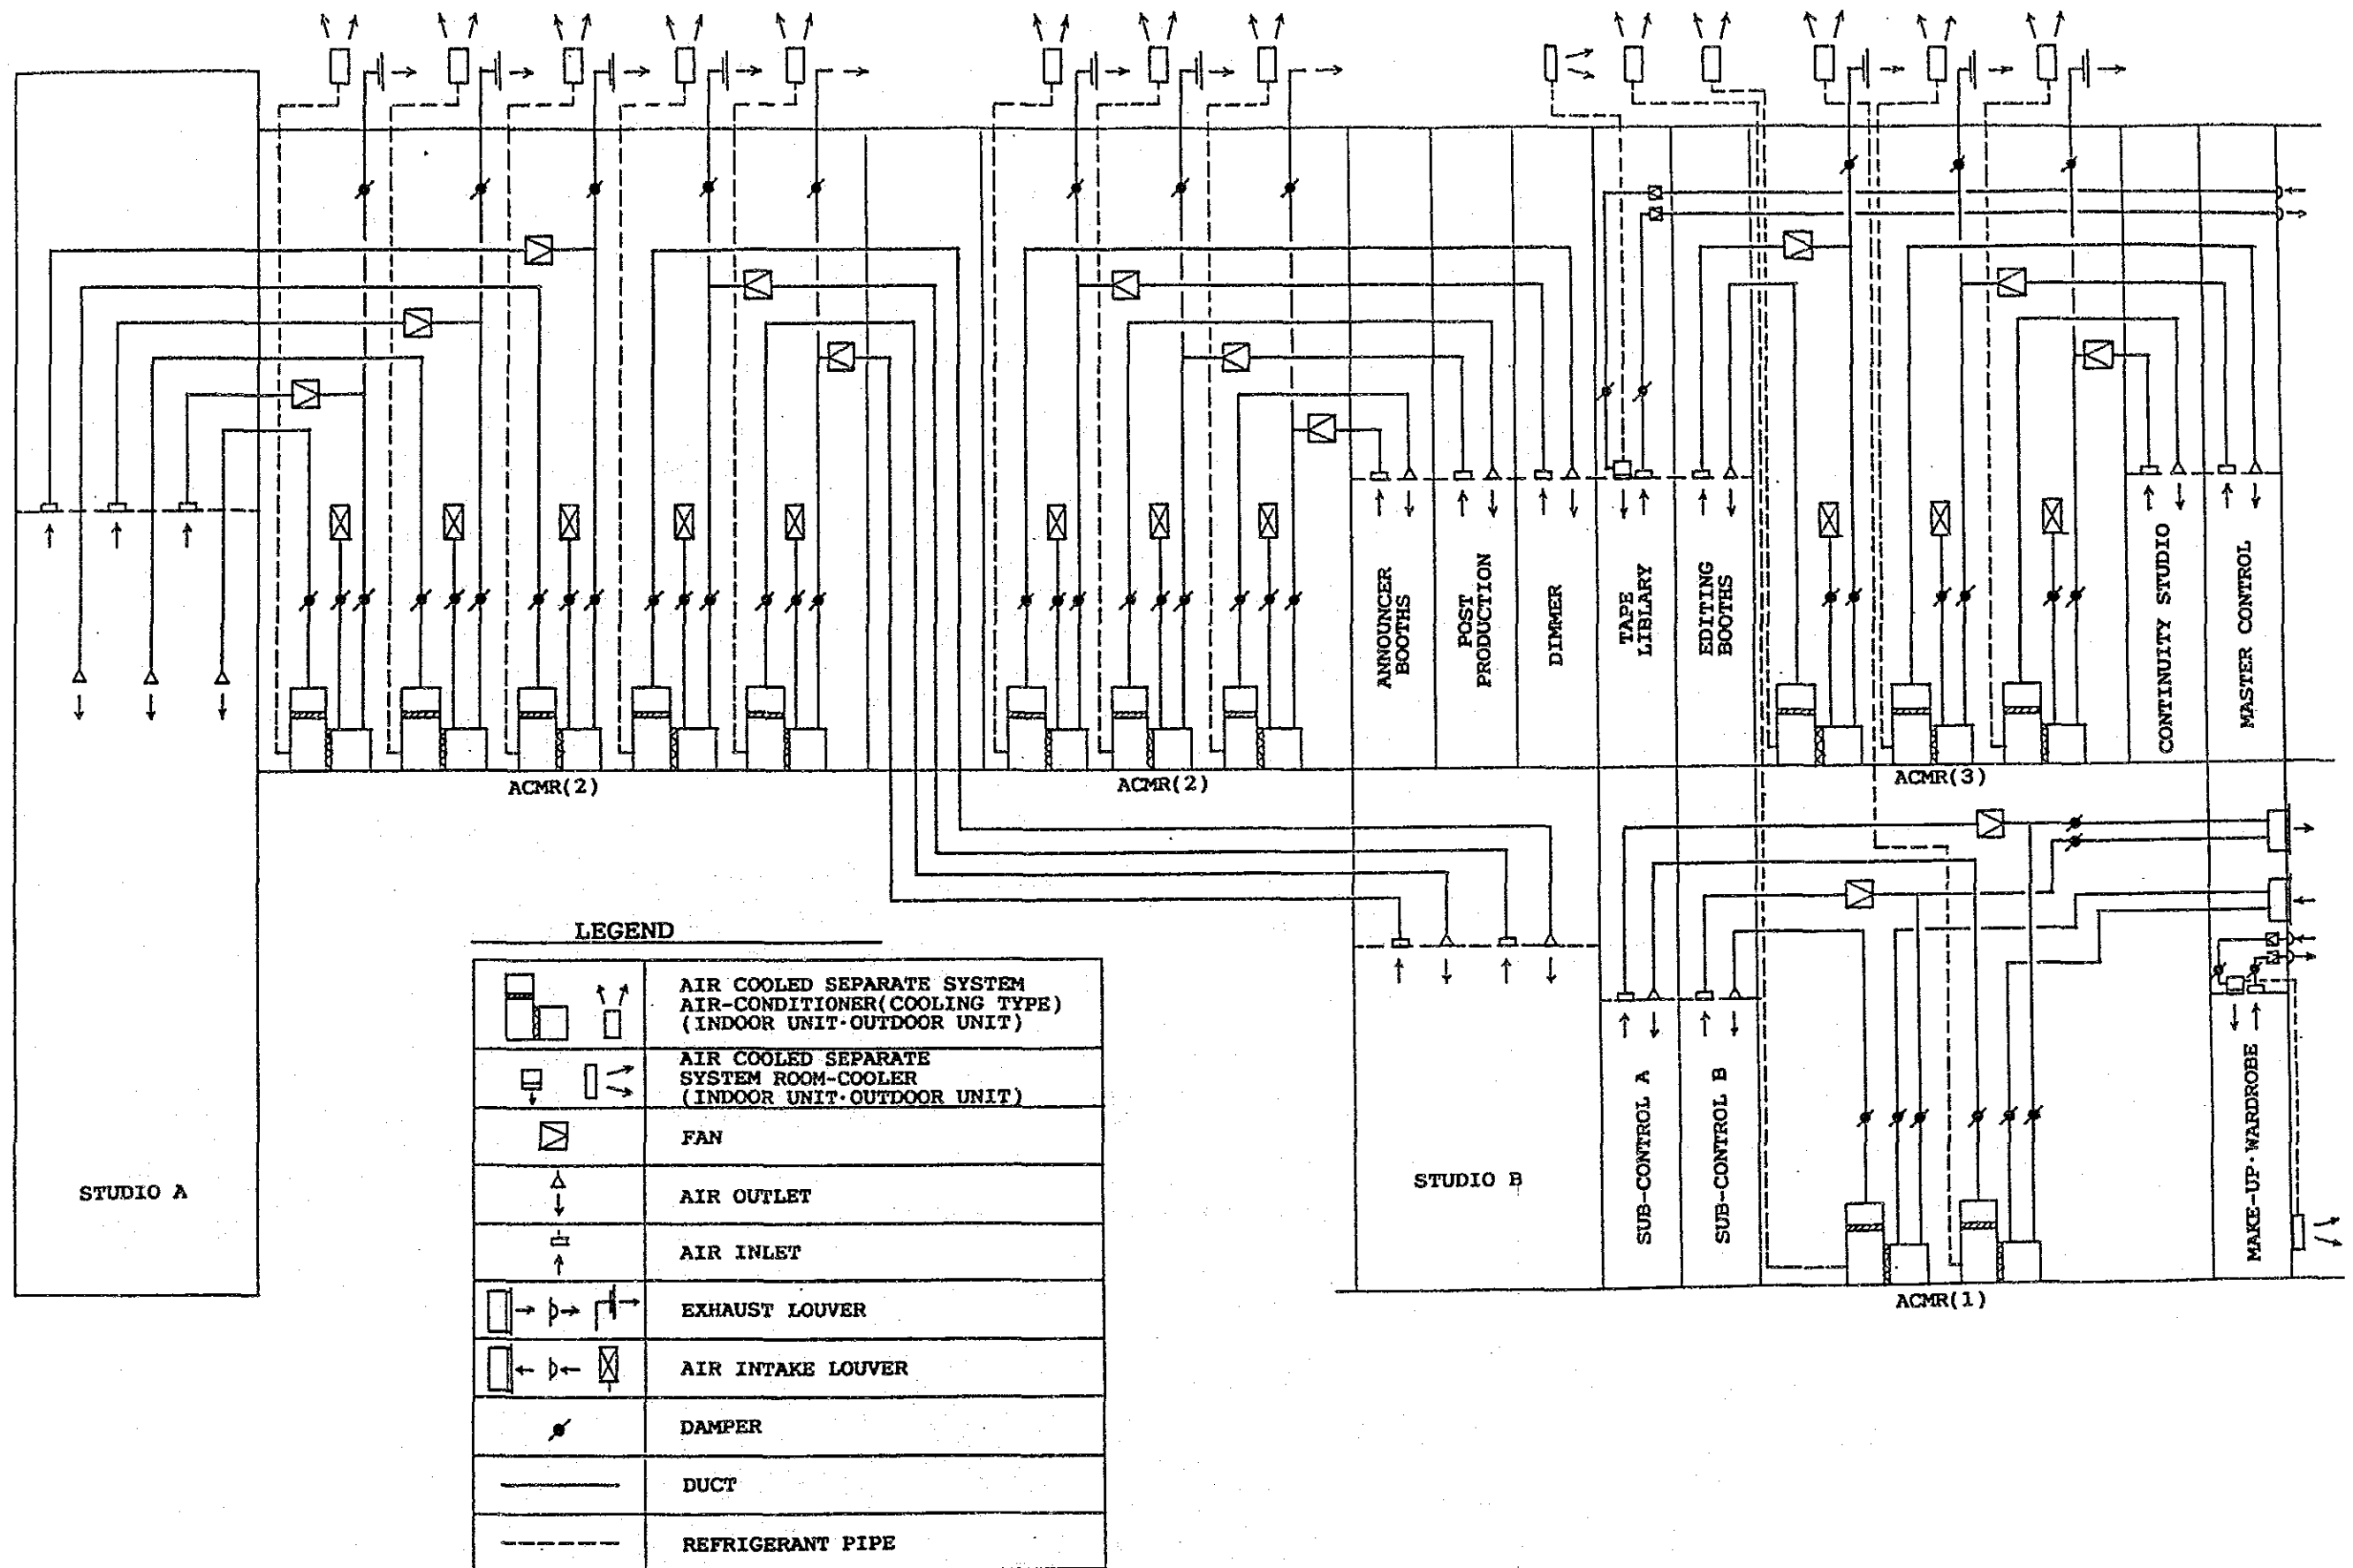 ANNOUNCER
BOOTHS
POST
PRODUCTION
DIMMER
TAPE
LIBLARY
EDITING
BOOTHS
CONTINUITY STUDIO
MASTER CONTROL
ACMR(2)
ACMR(2)
ACMR(3)
STUDIO A
STUDIO B
SUB-CONTROL A
SUB-CONTROL B
MAKE-UP·WARDROBE
ACMR(1)
LEGEND
AIR COOLED SEPARATE SYSTEM
AIR-CONDITIONER(COOLING TYPE)
(INDOOR UNIT·OUTDOOR UNIT)
AIR COOLED SEPARATE
SYSTEM ROOM-COOLER
(INDOOR UNIT·OUTDOOR UNIT)
FAN
AIR OUTLET
AIR INLET
EXHAUST LOUVER
AIR INTAKE LOUVER
DAMPER
DUCT
REFRIGERANT PIPE